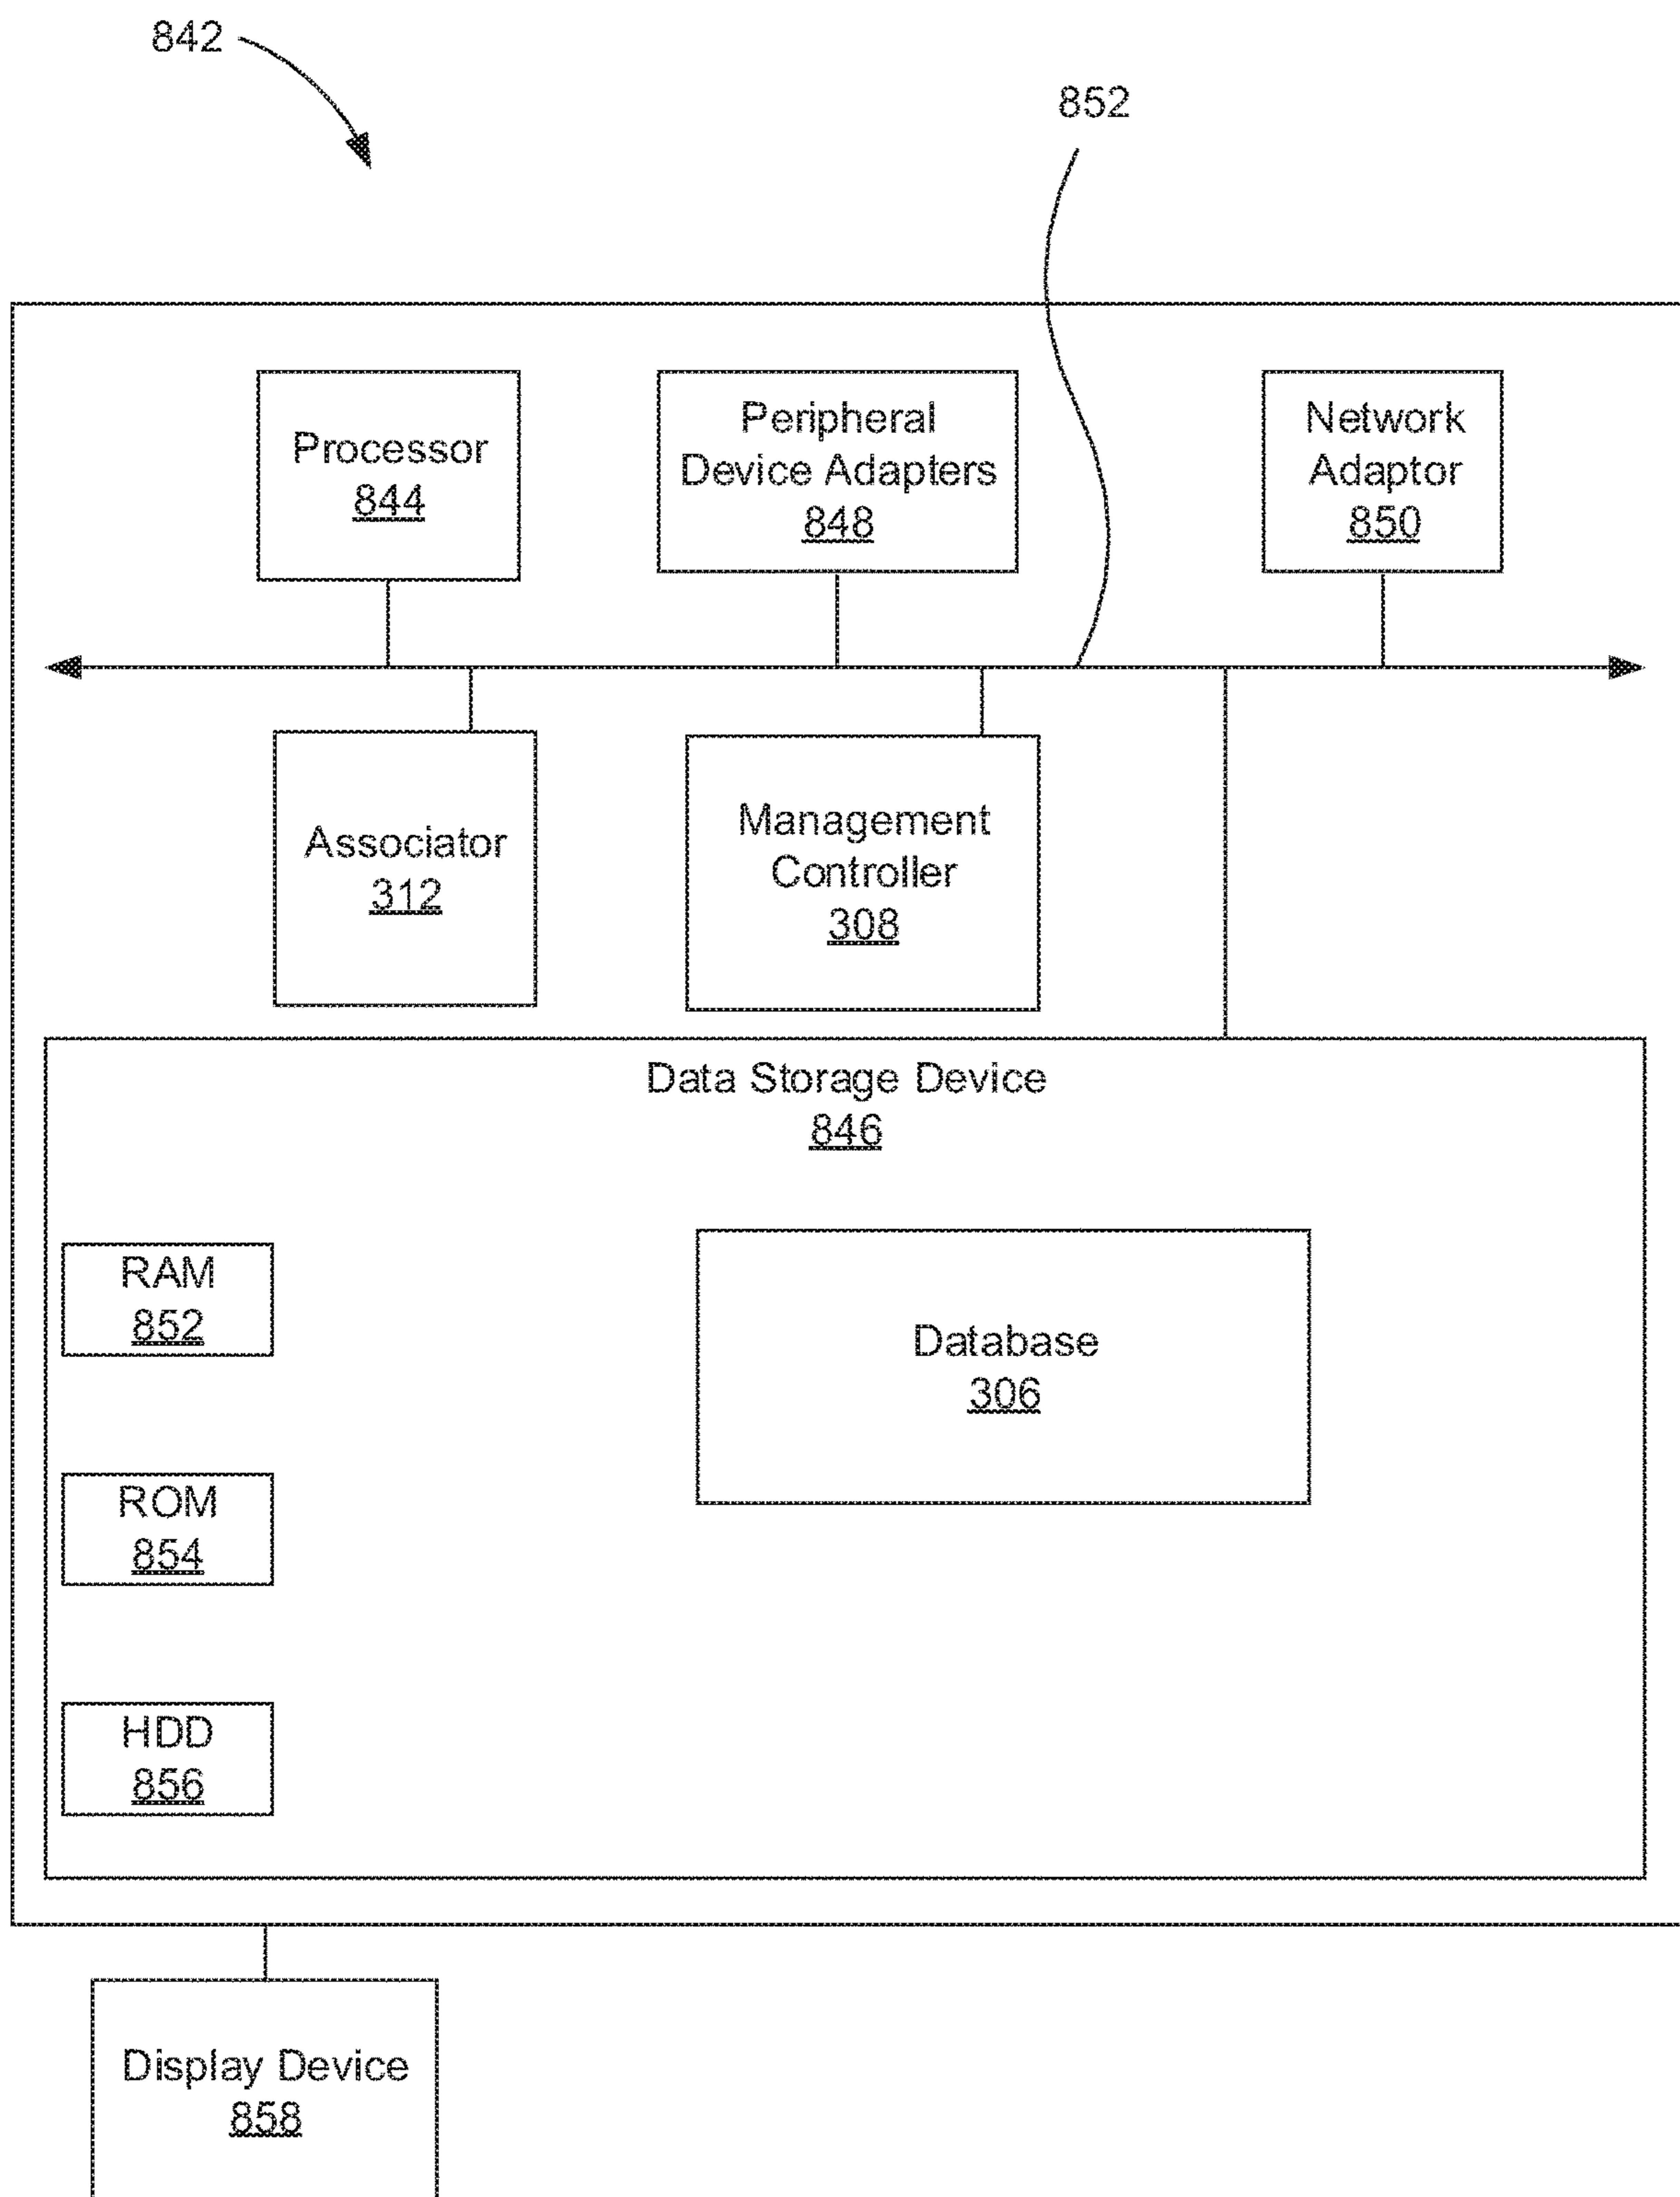 842
852
Processor
844
Peripheral
Device Adapters
848
Network
Adaptor
850
Associator
312
Management
Controller
308
Data Storage Device
846
RAM
852
Database
306
ROM
854
HDD
856
Display Device
858